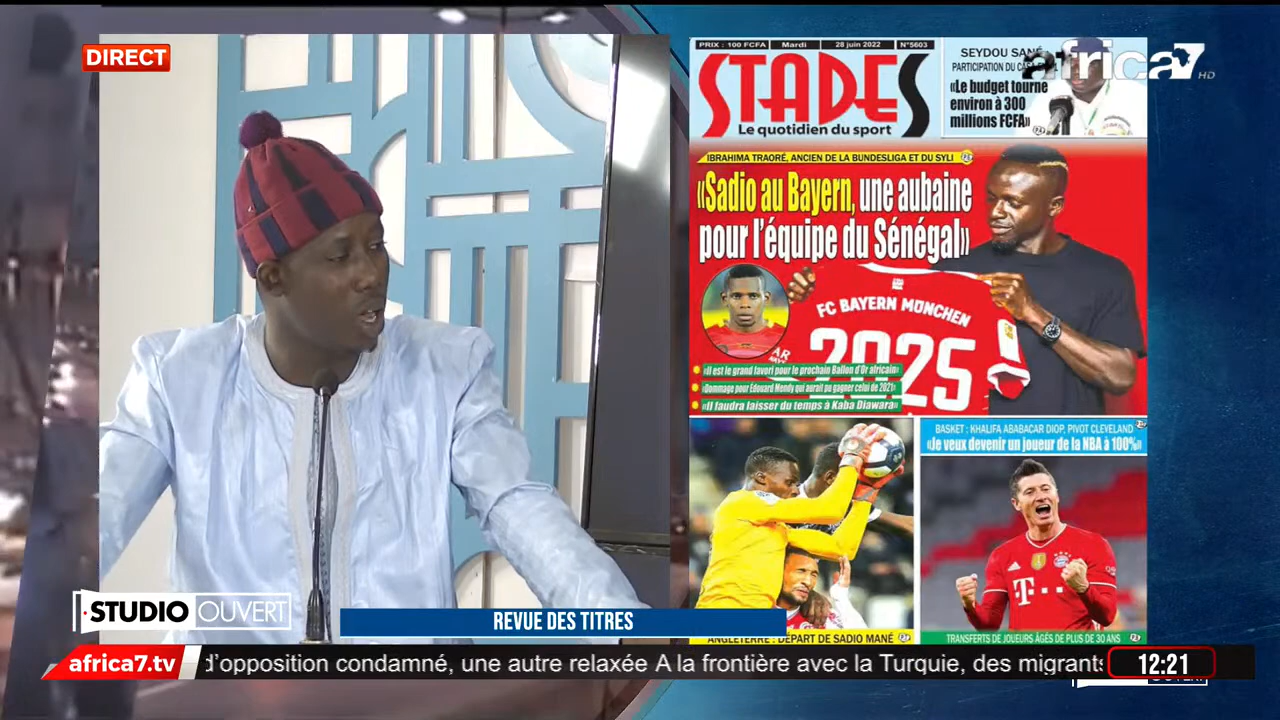 DIRECT
PRIX : 100 FCFA
Mardi
28 juin 2022
N°5603
STADES
Le quotidien du sport
SEYDOU SANÉ
PARTICIPATION DU
«Le budget tourne
environ à 300
millions FCFA»
africa7 HD
IBRAHIMA TRAORÉ, ANCIEN DE LA BUNDESLIGA ET DU SYLI
«Sadio au Bayern, une aubaine
pour l'équipe du Sénégal»
FC BAYERN MÜNCHEN
2025
«Il est le grand favori pour le prochain Ballon d'Or africain»
«Dommage pour Édouard Mendy qui aurait pu gagner celui de 2021»
«Il faudra laisser du temps à Kaba Diawara»
BASKET : KHALIFA ABABACAR DIOP, PIVOT CLEVELAND
«Je veux devenir un joueur de la NBA à 100%»
ANGLETERRE : DÉPART DE SADIO MANÉ
TRANSFERTS DE JOUEURS ÂGÉS DE PLUS DE 30 ANS
STUDIO OUVERT
REVUE DES TITRES
africa7.tv
d'opposition condamné, une autre relaxée A la frontière avec la Turquie, des migrants
12:21